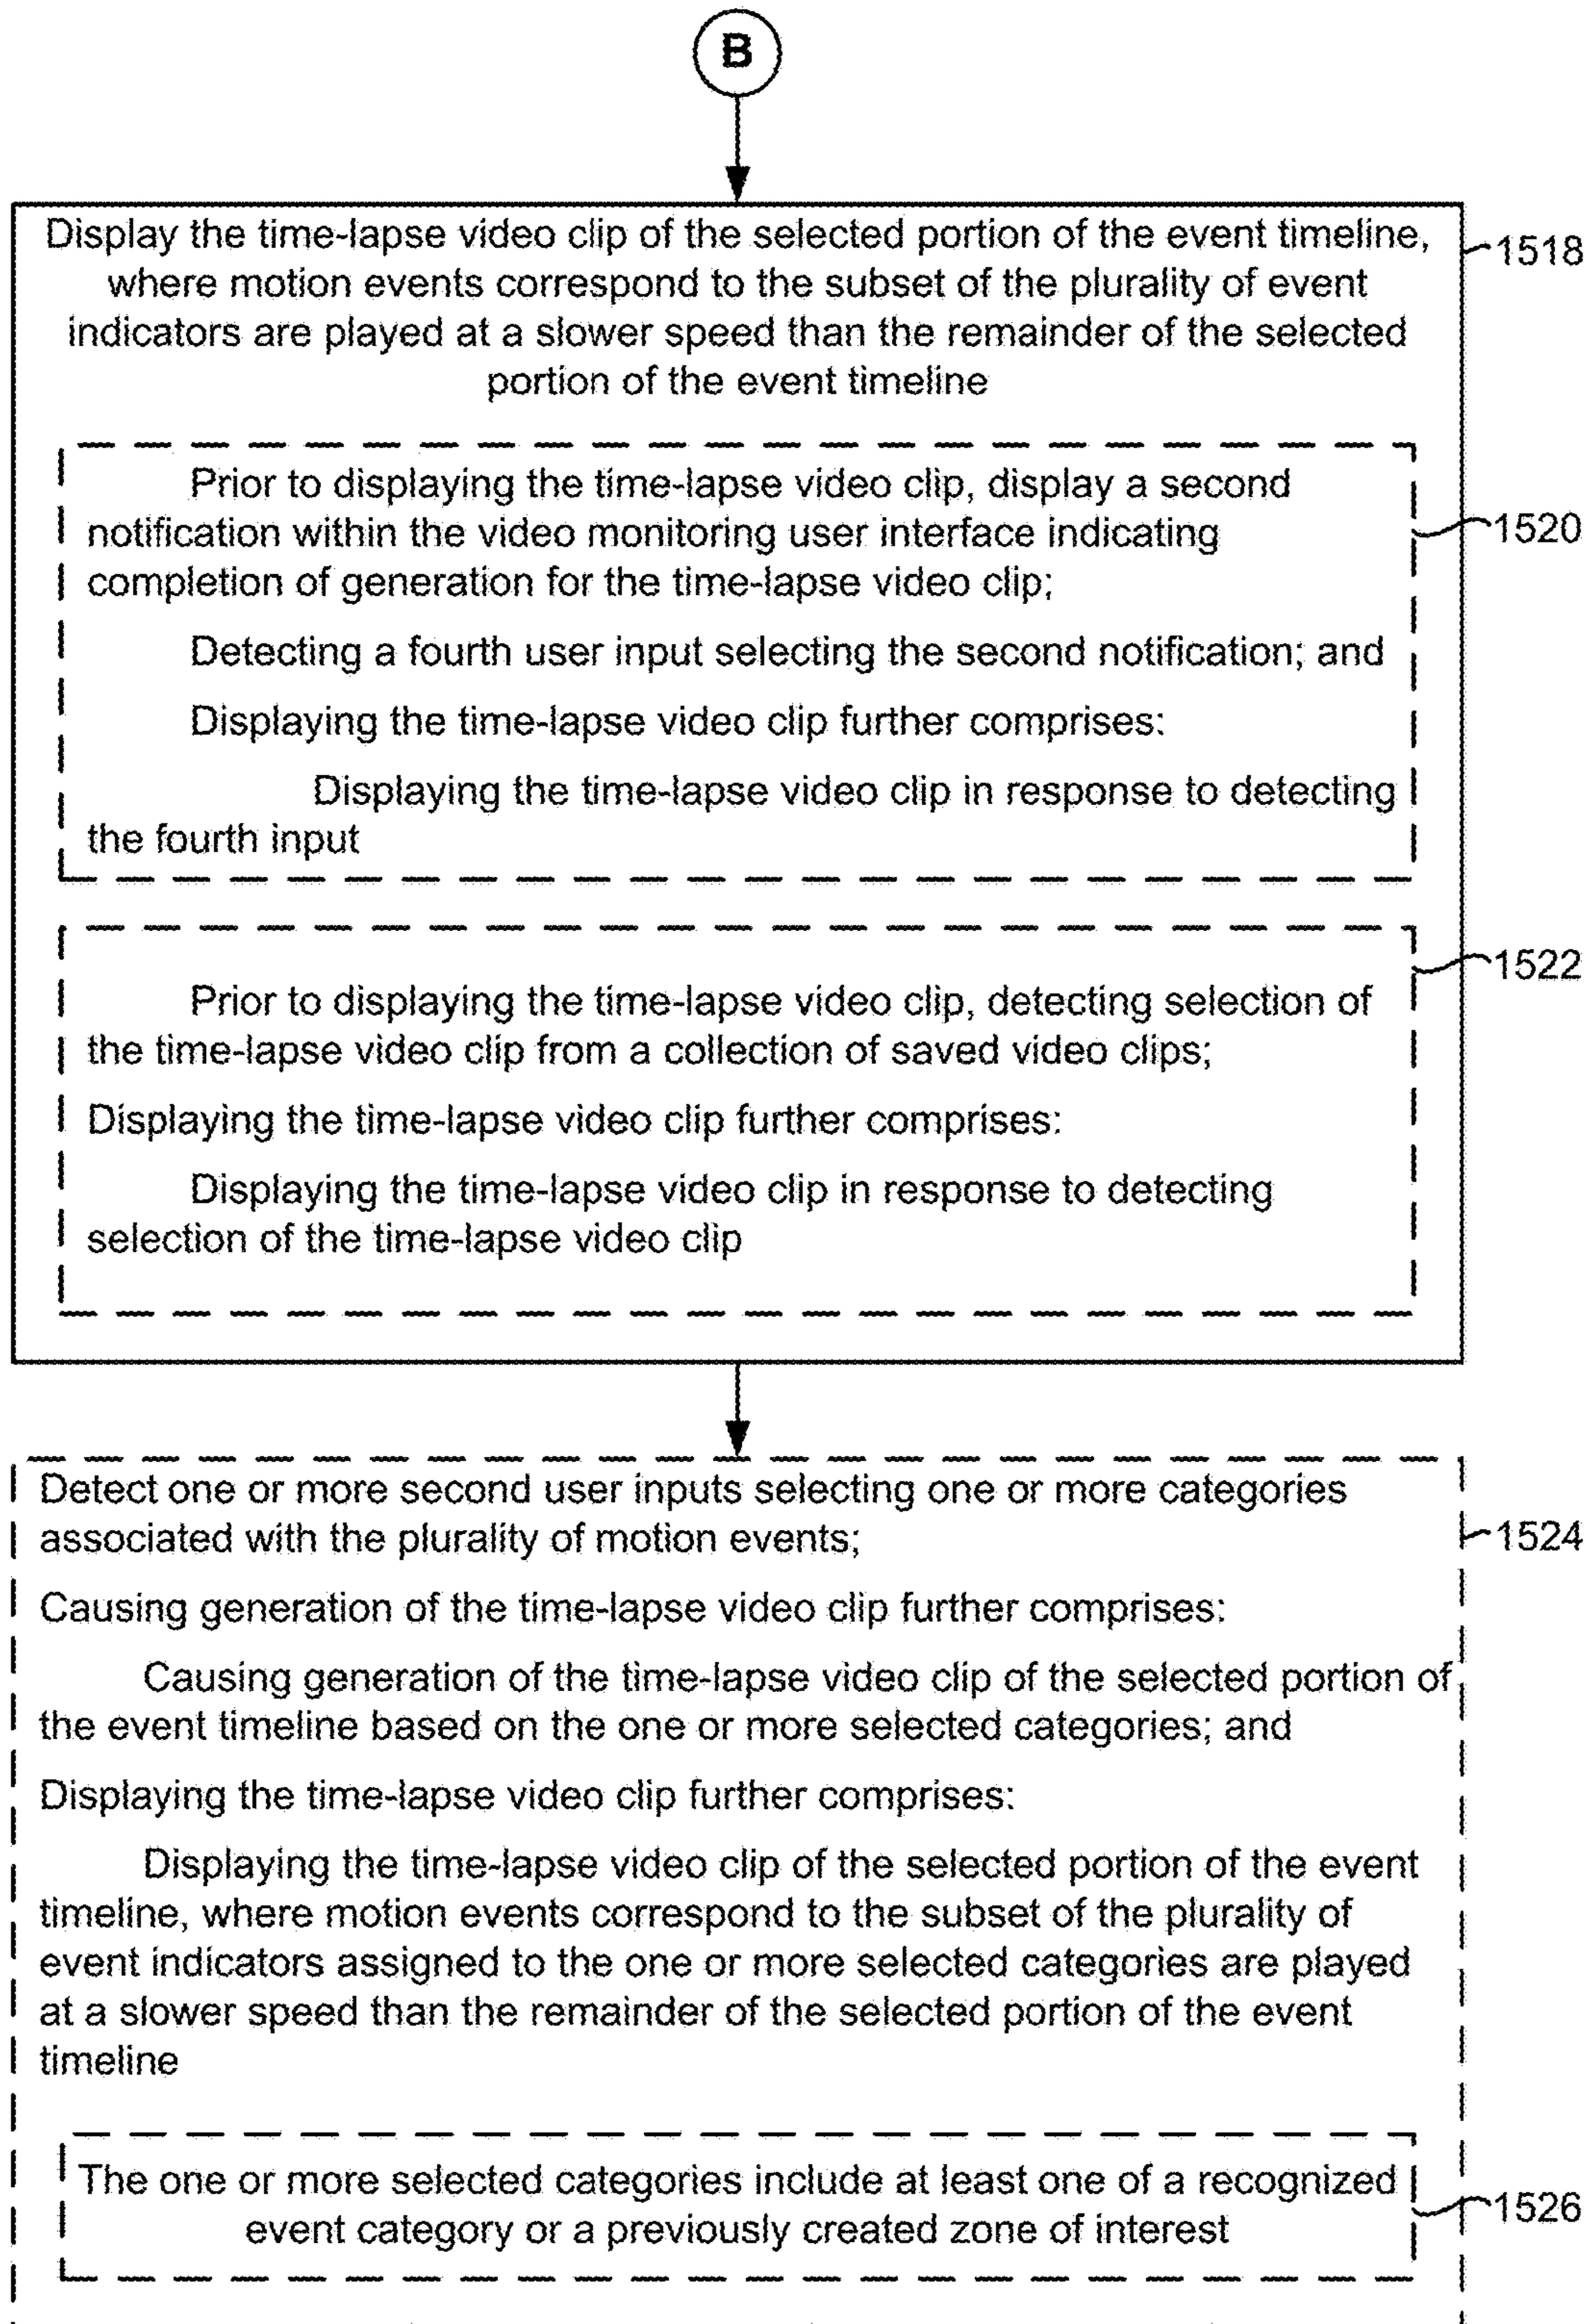 B
Display the time-lapse video clip of the selected portion of the event timeline,
where motion events correspond to the subset of the plurality of event
indicators are played at a slower speed than the remainder of the selected
portion of the event timeline
1518
Prior to displaying the time-lapse video clip, display a second
notification within the video monitoring user interface indicating
completion of generation for the time-lapse video clip;
1520
Detecting a fourth user input selecting the second notification; and
Displaying the time-lapse video clip further comprises:
Displaying the time-lapse video clip in response to detecting
the fourth input
1522
Prior to displaying the time-lapse video clip, detecting selection of
the time-lapse video clip from a collection of saved video clips;
Displaying the time-lapse video clip further comprises:
Displaying the time-lapse video clip in response to detecting
selection of the time-lapse video clip
Detect one or more second user inputs selecting one or more categories
associated with the plurality of motion events;
1524
Causing generation of the time-lapse video clip further comprises:
Causing generation of the time-lapse video clip of the selected portion of
the event timeline based on the one or more selected categories; and
Displaying the time-lapse video clip further comprises:
Displaying the time-lapse video clip of the selected portion of the event
timeline, where motion events correspond to the subset of the plurality of
event indicators assigned to the one or more selected categories are played
at a slower speed than the remainder of the selected portion of the event
timeline
The one or more selected categories include at least one of a recognized
event category or a previously created zone of interest
1526